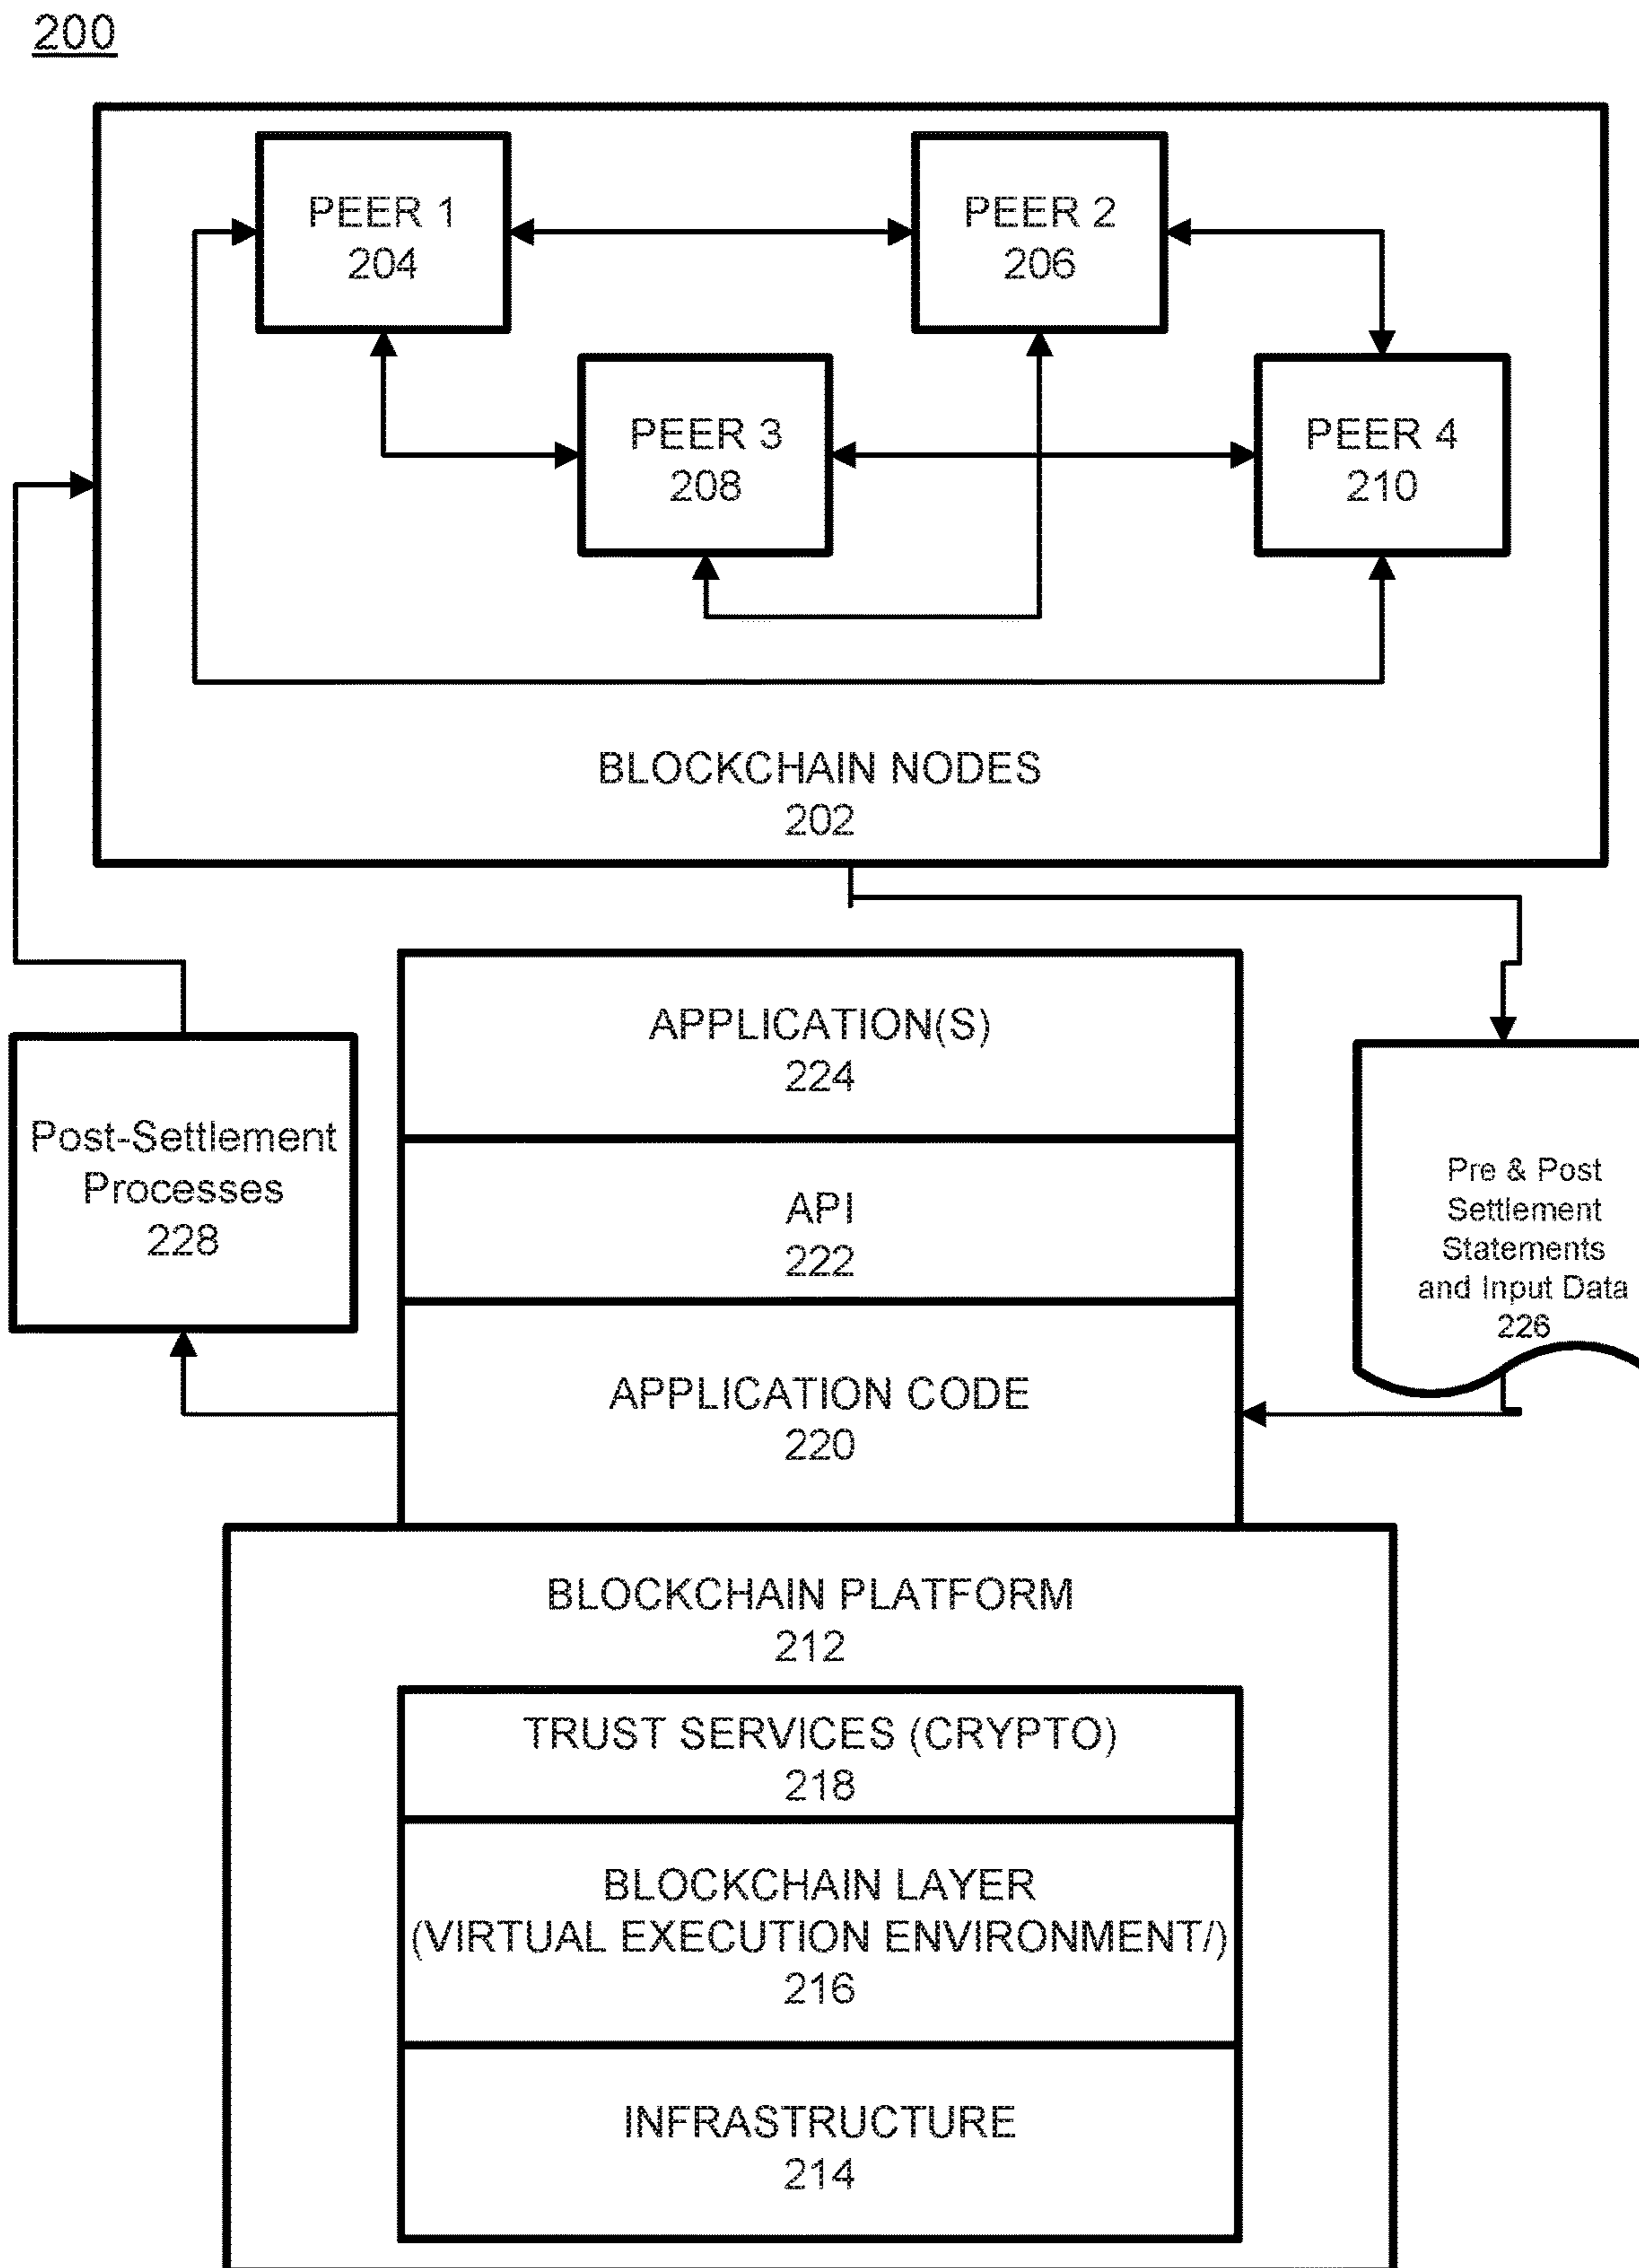 200
PEER 1
204
PEER 2
206
PEER 3
208
PEER 4
210
BLOCKCHAIN NODES
202
APPLICATION(S)
224
API
222
APPLICATION CODE
220
Post-Settlement
Processes
228
Pre & Post
Settlement
Statements
and Input Data
226
BLOCKCHAIN PLATFORM
212
TRUST SERVICES (CRYPTO)
218
BLOCKCHAIN LAYER
(VIRTUAL EXECUTION ENVIRONMENT/)
216
INFRASTRUCTURE
214